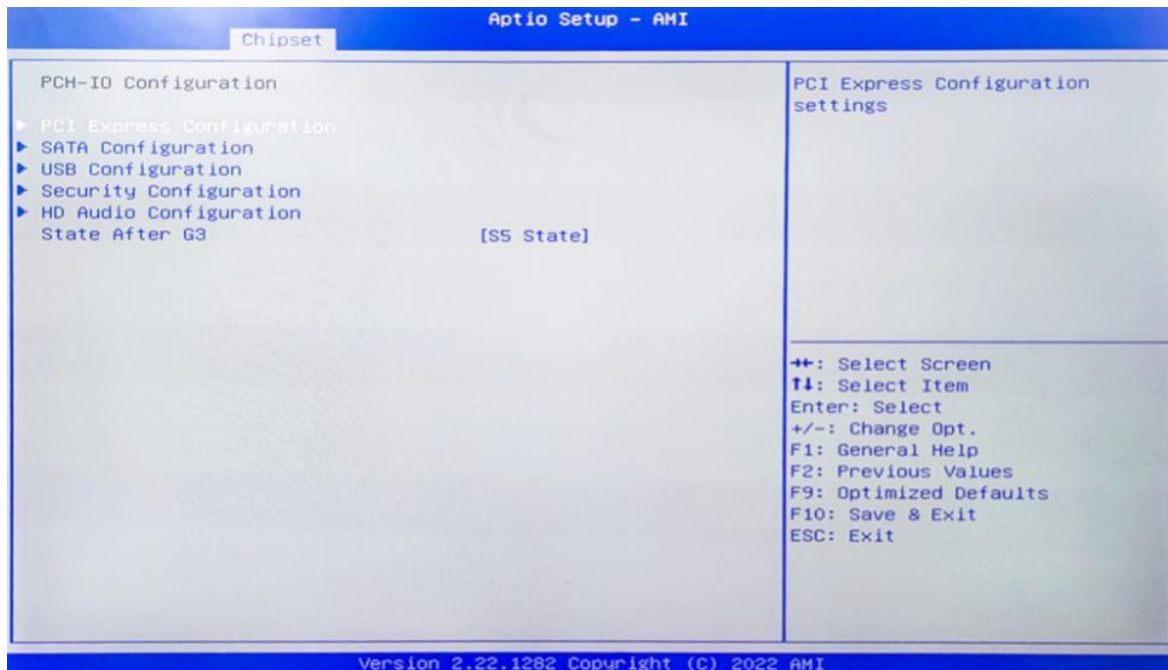 Aptio Setup – AMI
Chipset
PCH-IO Configuration
▶ PCI Express Configuration
▶ SATA Configuration
▶ USB Configuration
▶ Security Configuration
▶ HD Audio Configuration
State After G3 [S5 State]
PCI Express Configuration
settings
→←: Select Screen
↑↓: Select Item
Enter: Select
+/-: Change Opt.
F1: General Help
F2: Previous Values
F9: Optimized Defaults
F10: Save & Exit
ESC: Exit
Version 2.22.1282 Copyright (C) 2022 AMI